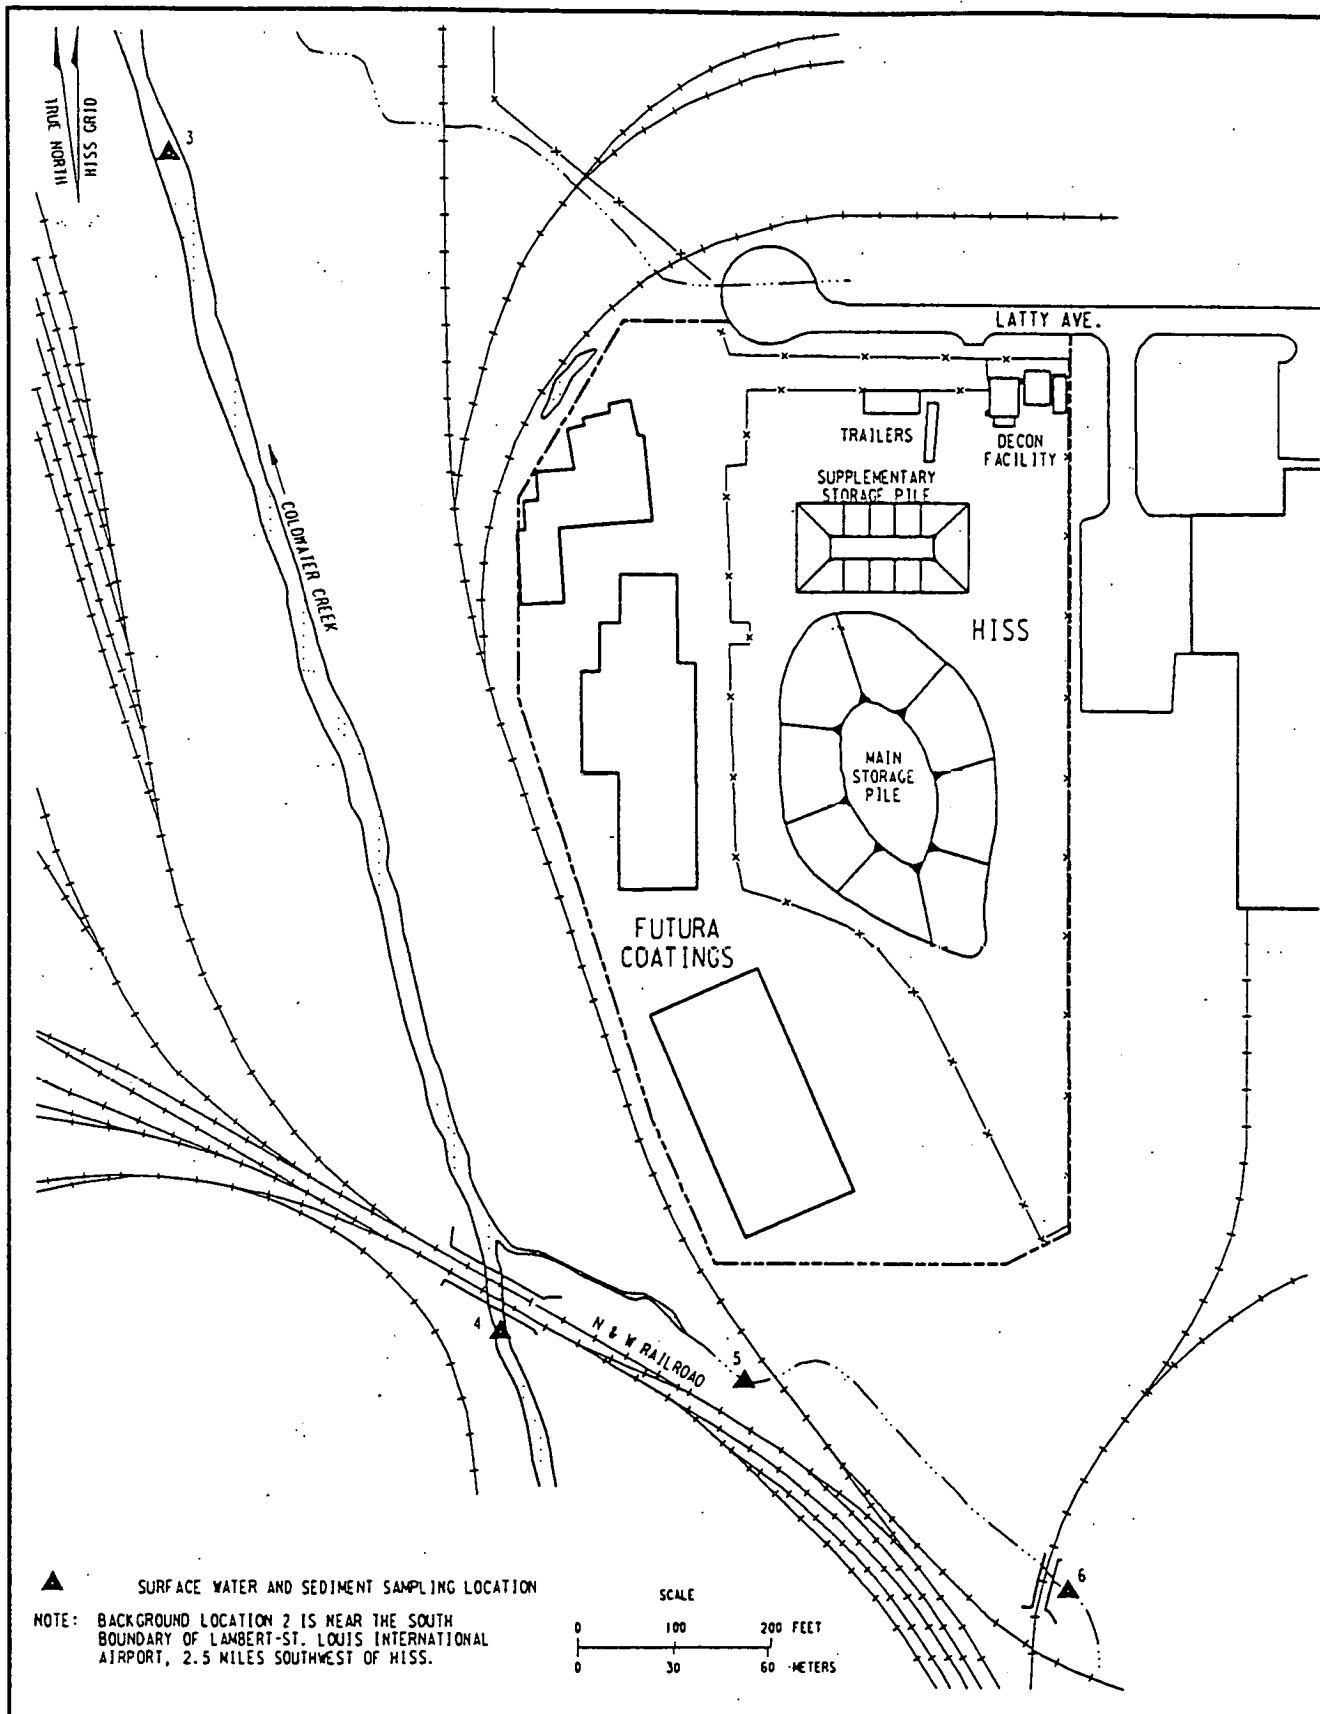 TRUE NORTH
HISS GRID
3
LATTY AVE.
TRAILERS
DECON
FACILITY
SUPPLEMENTARY
STORAGE PILE
COLDWATER CREEK
HISS
MAIN
STORAGE
PILE
FUTURA
COATINGS
4
N & W RAILROAD
5
6
SURFACE WATER AND SEDIMENT SAMPLING LOCATION
NOTE: BACKGROUND LOCATION 2 IS NEAR THE SOUTH
BOUNDARY OF LAMBERT-ST. LOUIS INTERNATIONAL
AIRPORT, 2.5 MILES SOUTHWEST OF HISS.
SCALE
0 100 200 FEET
0 30 60 METERS